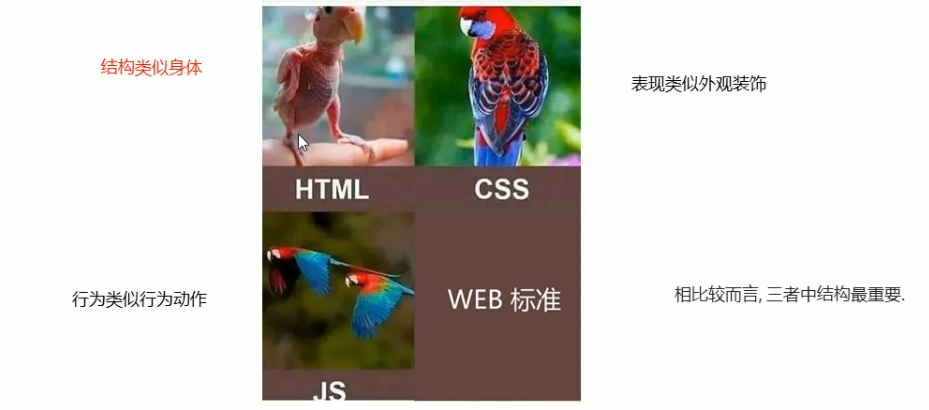 结构类似身体
表现类似外观装饰
HTML
CSS
行为类似行为动作
WEB 标准
相比较而言, 三者中结构最重要.
JS